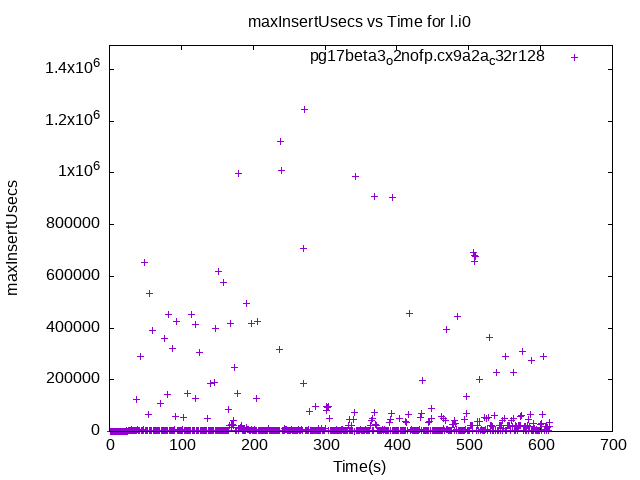 maxInsertUsecs vs Time for l.i0
pg17beta3o2nofp.cx9a2ac32r128
1.4x10^6
1.2x10^6
1x10^6
800000
600000
400000
200000
0
maxInsertUsecs
0 100 200 300 400 500 600 700
Time(s)